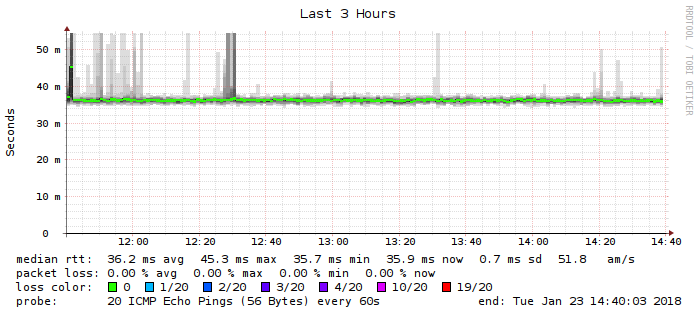 Last 3 Hours
RRDTOOL / TOBI OETIKER
Seconds
50 m
40 m
30 m
20 m
10 m
0
12:00 12:20 12:40 13:00 13:20 13:40 14:00 14:20 14:40
median rtt: 36.2 ms avg 45.3 ms max 35.7 ms min 35.9 ms now 0.7 ms sd 51.8 am/s
packet loss: 0.00 % avg 0.00 % max 0.00 % min 0.00 % now
loss color: 0 1/20 2/20 3/20 4/20 10/20 19/20
probe: 20 ICMP Echo Pings (56 Bytes) every 60s end: Tue Jan 23 14:40:03 2018